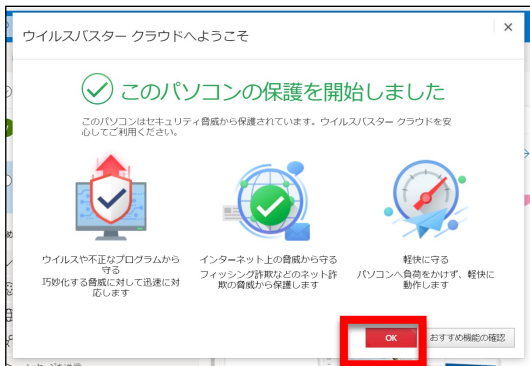 ウイルスバスター クラウドへようこそ
このパソコンの保護を開始しました
このパソコンはセキュリティ脅威から保護されています。ウイルスバスター クラウドを安
心してご利用ください。
ウイルスや不正なプログラムから
守る
巧妙化する脅威に対して迅速に対
応します
インターネット上の脅威から守る
フィッシング詐欺などのネット詐
欺の脅威から保護します
軽快に守る
パソコンへ負荷をかけず、軽快に
動作します
OK
おすすめ機能の確認